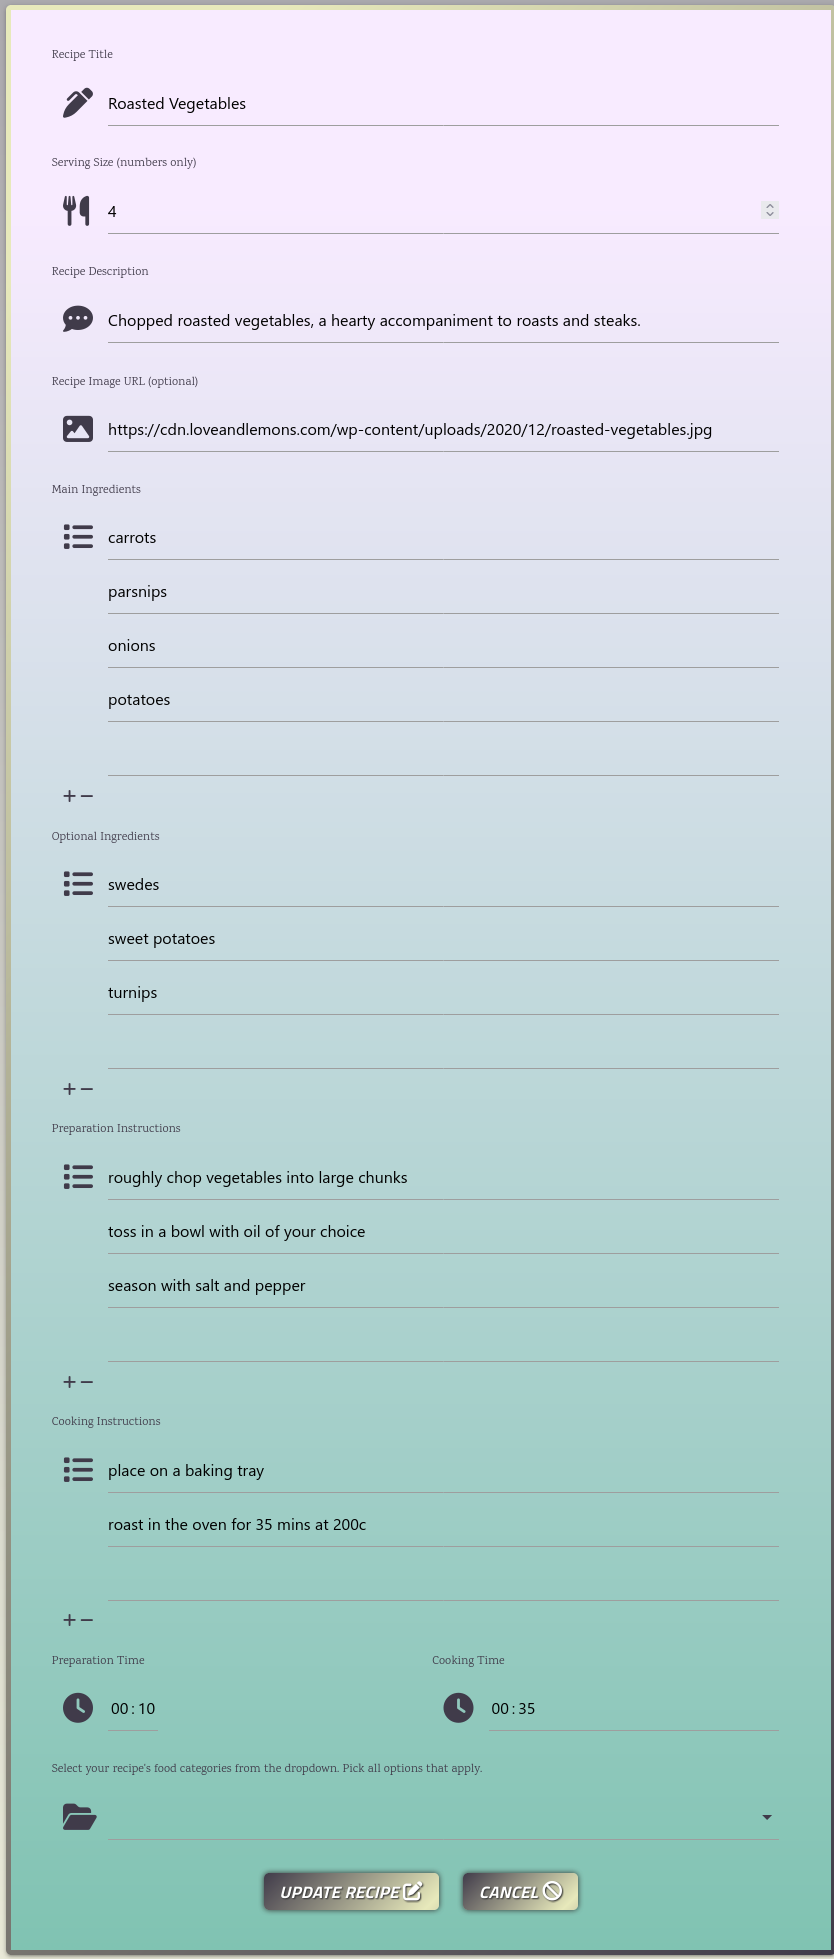 Recipe Title
Roasted Vegetables
Serving Size (numbers only)
4
Recipe Description
Chopped roasted vegetables, a hearty accompaniment to roasts and steaks.
Recipe Image URL (optional)
https://cdn.loveandlemons.com/wp-content/uploads/2020/12/roasted-vegetables.jpg
Main Ingredients
carrots
parsnips
onions
potatoes
+ −
Optional Ingredients
swedes
sweet potatoes
turnips
+ −
Preparation Instructions
roughly chop vegetables into large chunks
toss in a bowl with oil of your choice
season with salt and pepper
+ −
Cooking Instructions
place on a baking tray
roast in the oven for 35 mins at 200c
+ −
Preparation Time Cooking Time
00:10 00:35
Select your recipe's food categories from the dropdown. Pick all options that apply.
UPDATE RECIPE CANCEL